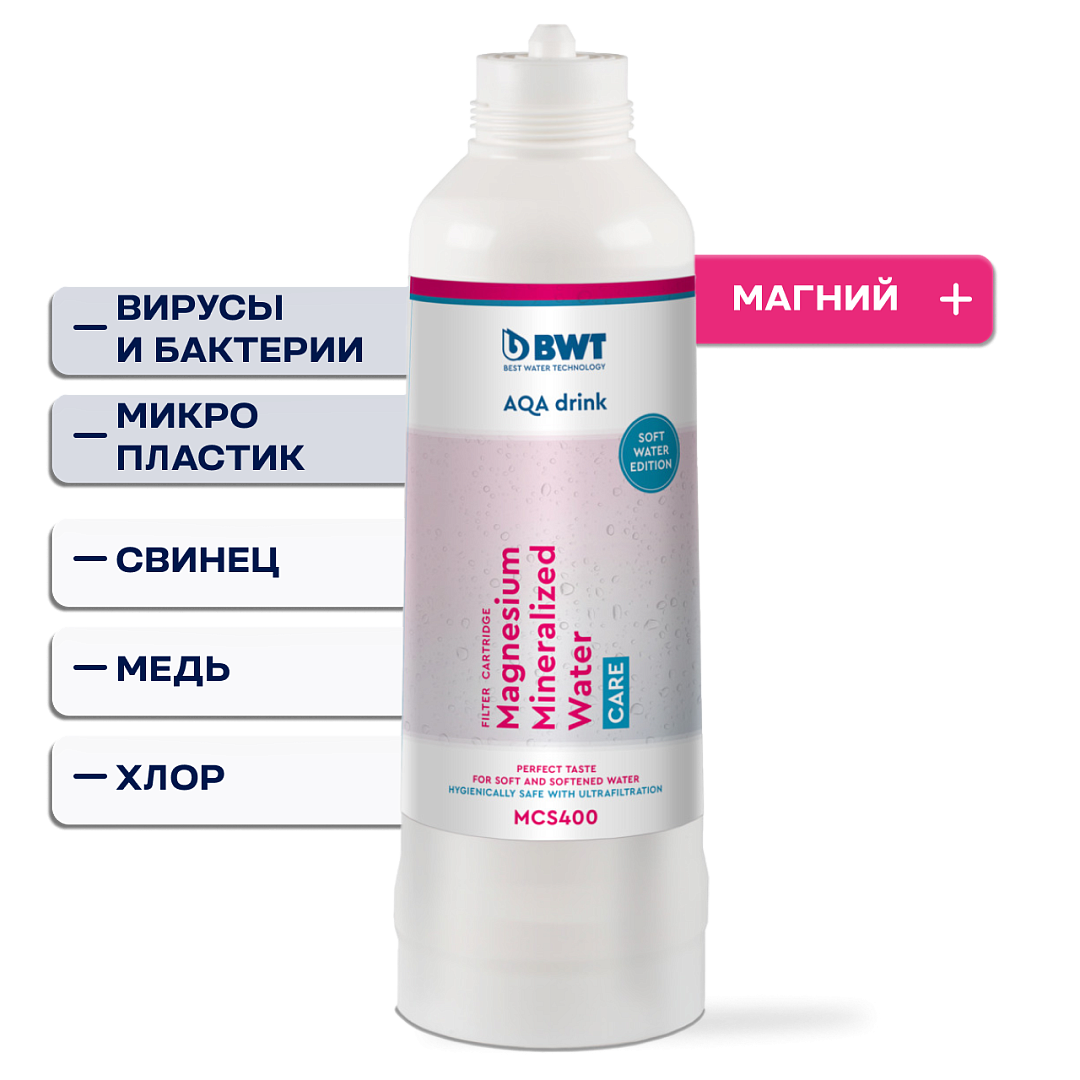 — ВИРУСЫ
И БАКТЕРИИ
— МИКРО
ПЛАСТИК
— СВИНЕЦ
— МЕДЬ
— ХЛОР
МАГНИЙ +
BWT
BEST WATER TECHNOLOGY
AQA drink
SOFT
WATER
EDITION
FILTER CARTRIDGE
Magnesium
Mineralized
Water
CARE
PERFECT TASTE
FOR SOFT AND SOFTENED WATER
HYGIENICALLY SAFE WITH ULTRAFILTRATION
MCS400